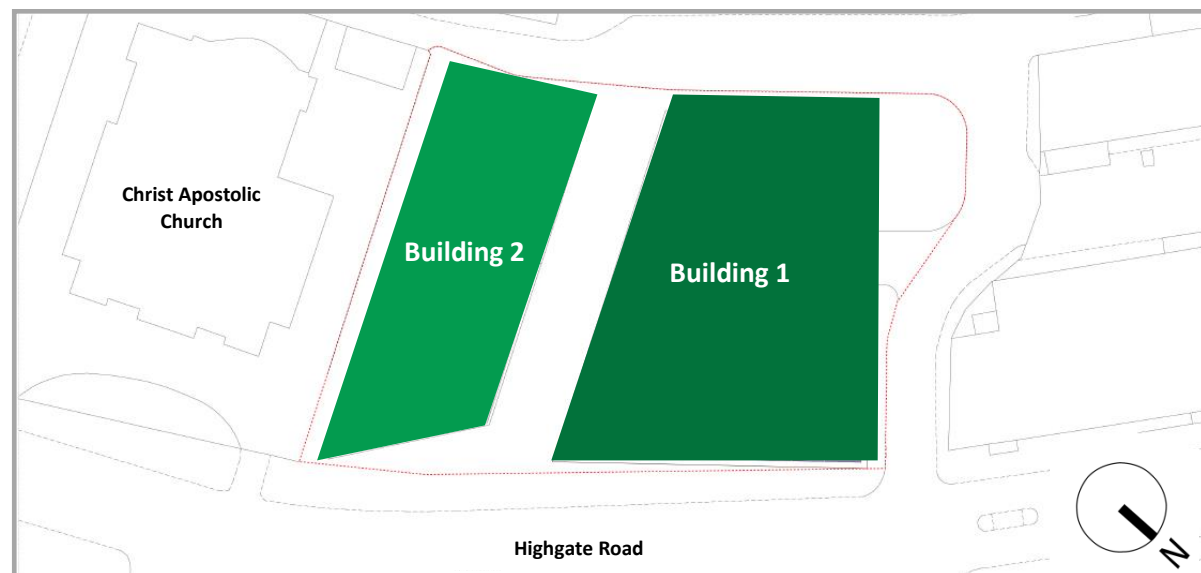 Christ Apostolic
Church
Building 2
Building 1
Highgate Road
N